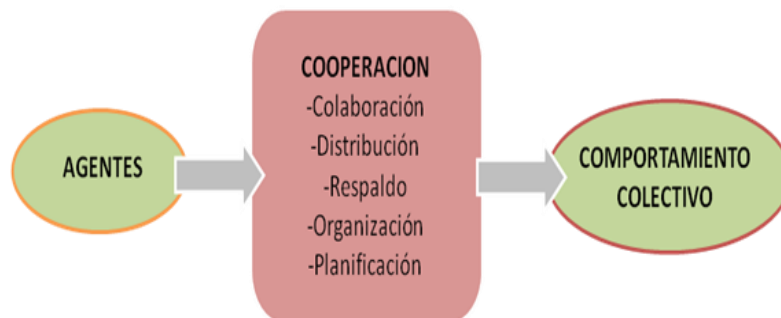 AGENTES
COOPERACION
-Colaboración
-Distribución
-Respaldo
-Organización
-Planificación
COMPORTAMIENTO
COLECTIVO